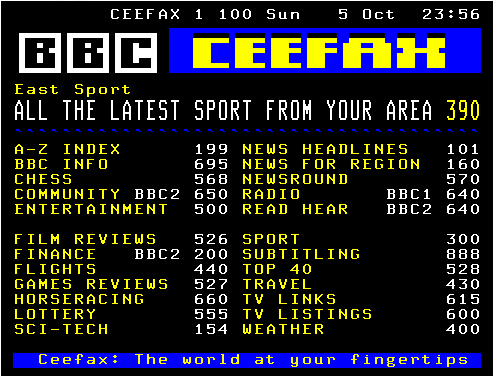 CEEFAX 1 100 Sun 5 Oct 23:56
BBC CEEFAX
East Sport
ALL THE LATEST SPORT FROM YOUR AREA 390
A-Z INDEX 199 NEWS HEADLINES 101
BBC INFO 695 NEWS FOR REGION 160
CHESS 568 NEWSROUND 570
COMMUNITY BBC2 650 RADIO BBC1 640
ENTERTAINMENT 500 READ HEAR BBC2 640
FILM REVIEWS 526 SPORT 300
FINANCE BBC2 200 SUBTITLING 888
FLIGHTS 440 TOP 40 528
GAMES REVIEWS 527 TRAVEL 430
HORSERACING 660 TV LINKS 615
LOTTERY 555 TV LISTINGS 600
SCI-TECH 154 WEATHER 400
Ceefax: The world at your fingertips